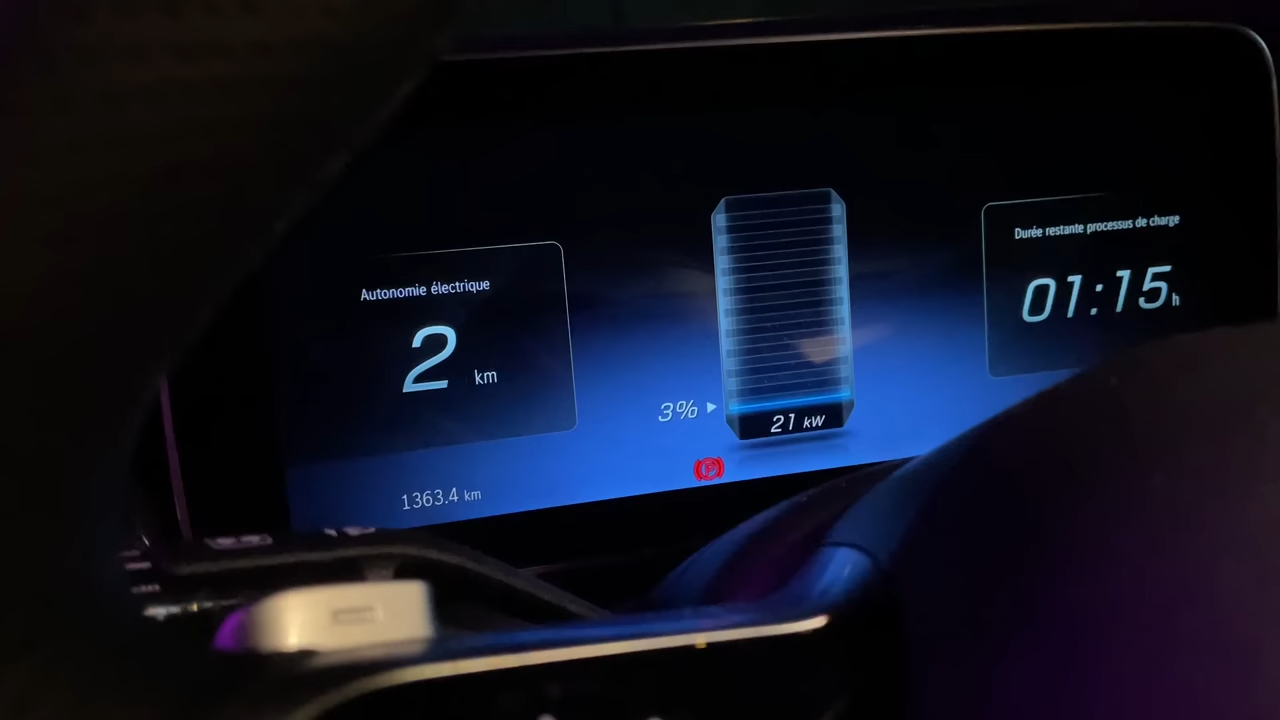 Autonomie électrique
2 km
3%
21 kW
Durée restante processus de charge
01:15 h
P
1363.4 km